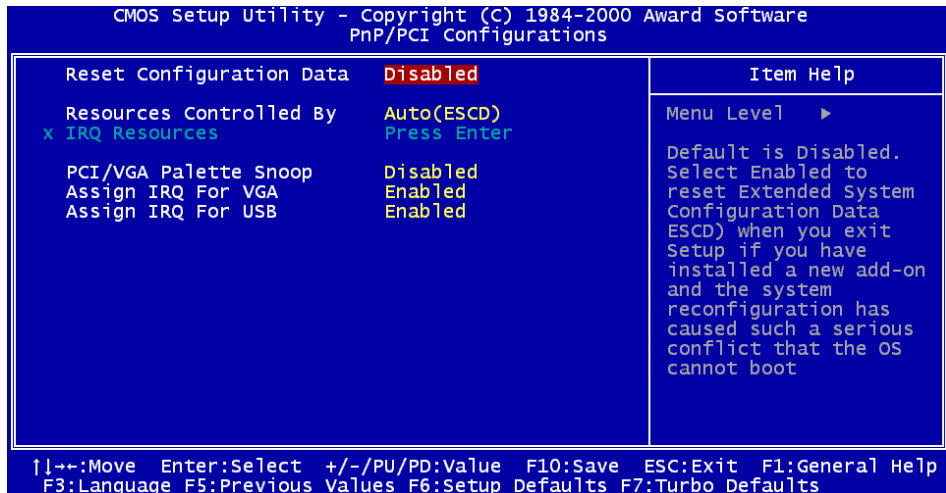 CMOS Setup Utility - Copyright (C) 1984-2000 Award Software
PnP/PCI Configurations
Reset Configuration Data Disabled
Resources Controlled By Auto(ESCD)
x IRQ Resources Press Enter
PCI/VGA Palette Snoop Disabled
Assign IRQ For VGA Enabled
Assign IRQ For USB Enabled
Item Help
Menu Level ▶
Default is Disabled.
Select Enabled to
reset Extended System
Configuration Data
ESCD) when you exit
Setup if you have
installed a new add-on
and the system
reconfiguration has
caused such a serious
conflict that the OS
cannot boot
↑↓→←:Move Enter:Select +/-/PU/PD:Value F10:Save ESC:Exit F1:General Help
F3:Language F5:Previous Values F6:Setup Defaults F7:Turbo Defaults